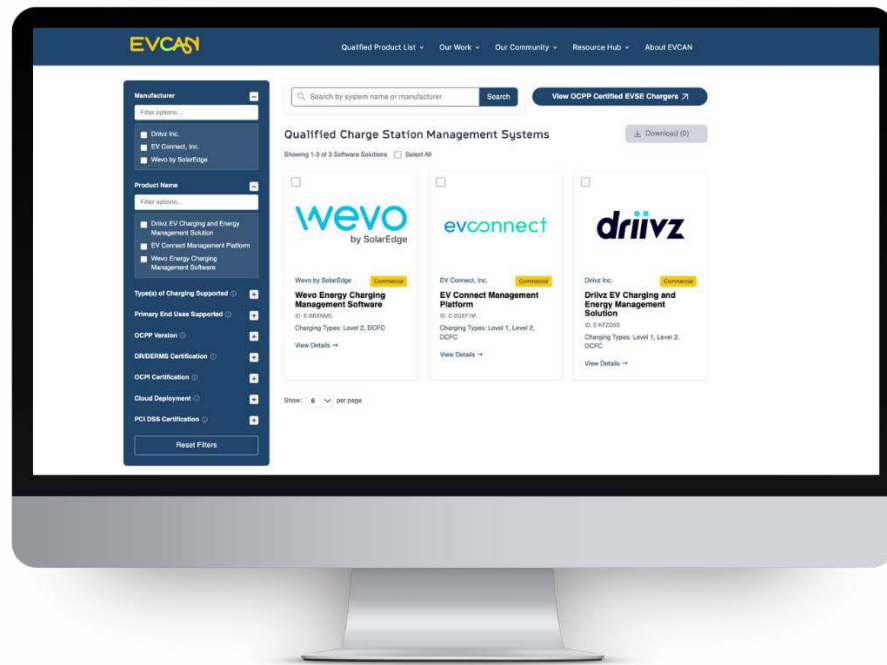 EVCAN
Qualified Product List
Our Work
Our Community
Resource Hub
About EVCAN
Manufacturer
Filter options...
Driivz Inc.
EV Connect, Inc.
Wevo by SolarEdge
Product Name
Filter options...
Driivz EV Charging and Energy
Management Solution
EV Connect Management Platform
Wevo Energy Charging
Management Software
Type(s) of Charging Supported
Primary End Uses Supported
OCPP Version
DR/DERMS Certification
OCPI Certification
Cloud Deployment
PCI DSS Certification
Reset Filters
Search by system name or manufacturer
Search
View OCPP Certified EVSE Chargers
Qualified Charge Station Management Systems
Download (0)
Showing 1-3 of 3 Software Solutions
Select All
wevo
by SolarEdge
Wevo by SolarEdge
Commercial
Wevo Energy Charging
Management Software
Charging Types: Level 2, DCFC
View Details →
evconnect
EV Connect, Inc.
Commercial
EV Connect Management
Platform
Charging Types: Level 1, Level 2,
DCFC
View Details →
driivz
Driivz Inc.
Commercial
Driivz EV Charging and
Energy Management
Solution
Charging Types: Level 1, Level 2,
DCFC
View Details →
Show: 6 per page